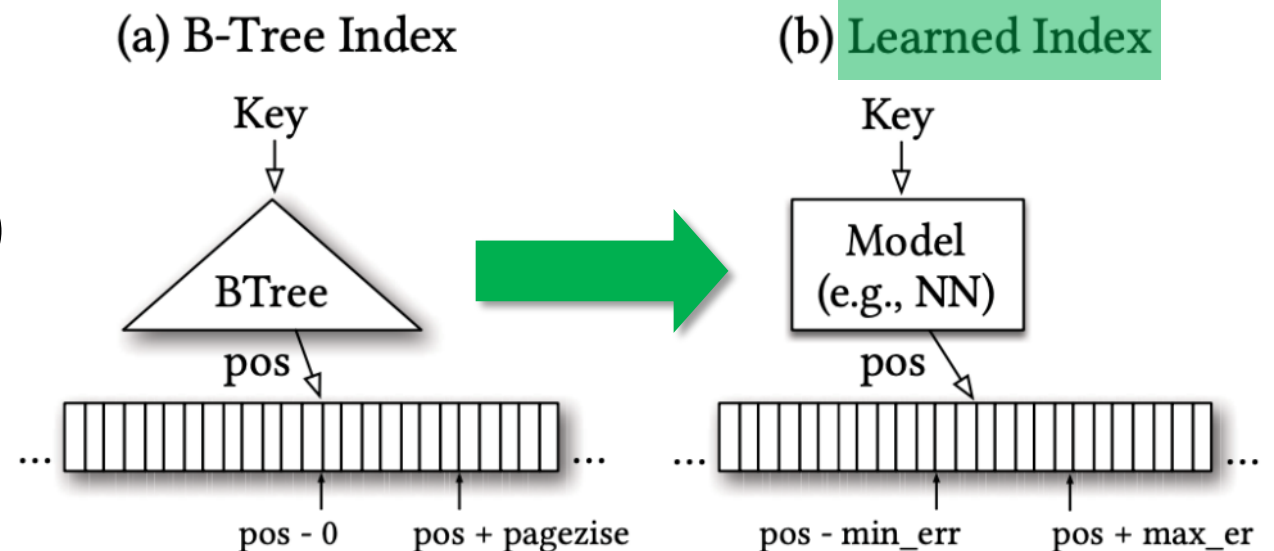 (a) B-Tree Index
Key
BTree
pos
... ...
pos - 0 pos + pagezise
(b) Learned Index
Key
Model
(e.g., NN)
pos
... ...
pos - min_err pos + max_er
)